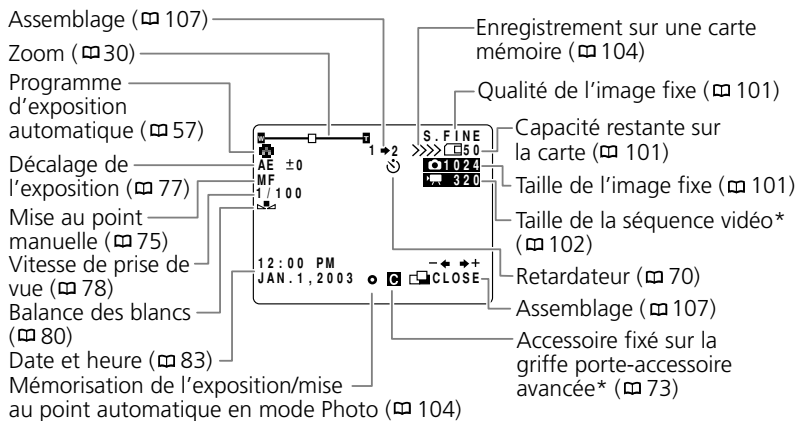 Assemblage (107)
Zoom (30)
Programme
d'exposition
automatique (57)
Décalage de
l'exposition (77)
Mise au point
manuelle (75)
Vitesse de prise de
vue (78)
Balance des blancs
(80)
Date et heure (83)
Mémorisation de l'exposition/mise
au point automatique en mode Photo (104)
W T
S.FINE
1 ➡ 2 >>>> 50
AE ±0
1024
MF
320
1/100
12:00 PM
– ⬅ ➡ +
JAN.1,2003
C
CLOSE
Enregistrement sur une carte
mémoire (104)
Qualité de l'image fixe (101)
Capacité restante sur
la carte (101)
Taille de l'image fixe (101)
Taille de la séquence vidéo*
(102)
Retardateur (70)
Assemblage (107)
Accessoire fixé sur la
griffe porte-accessoire
avancée* (73)